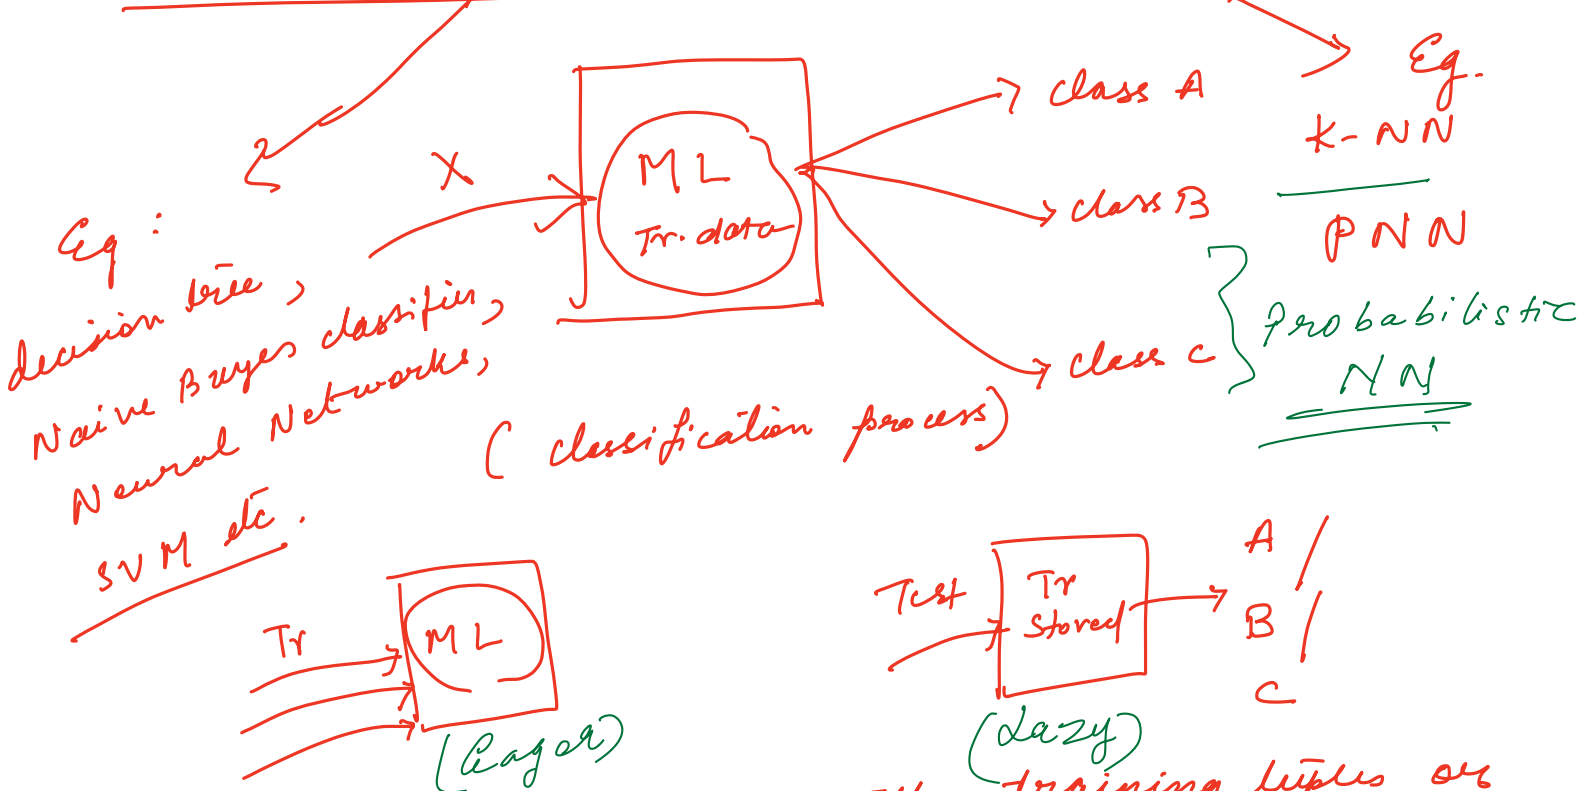 Eg:
decision tree,
Naive Bayes classifier,
Neural Networks,
SVM etc.
X
ML
Tr. data
class A
class B
class C
(classification process)
Eg..
K-NN
PNN
Probabilistic
NN
Tr
ML
(Eager)
Test
Tr
Stored
A
B
C
(Lazy)
training tuples are